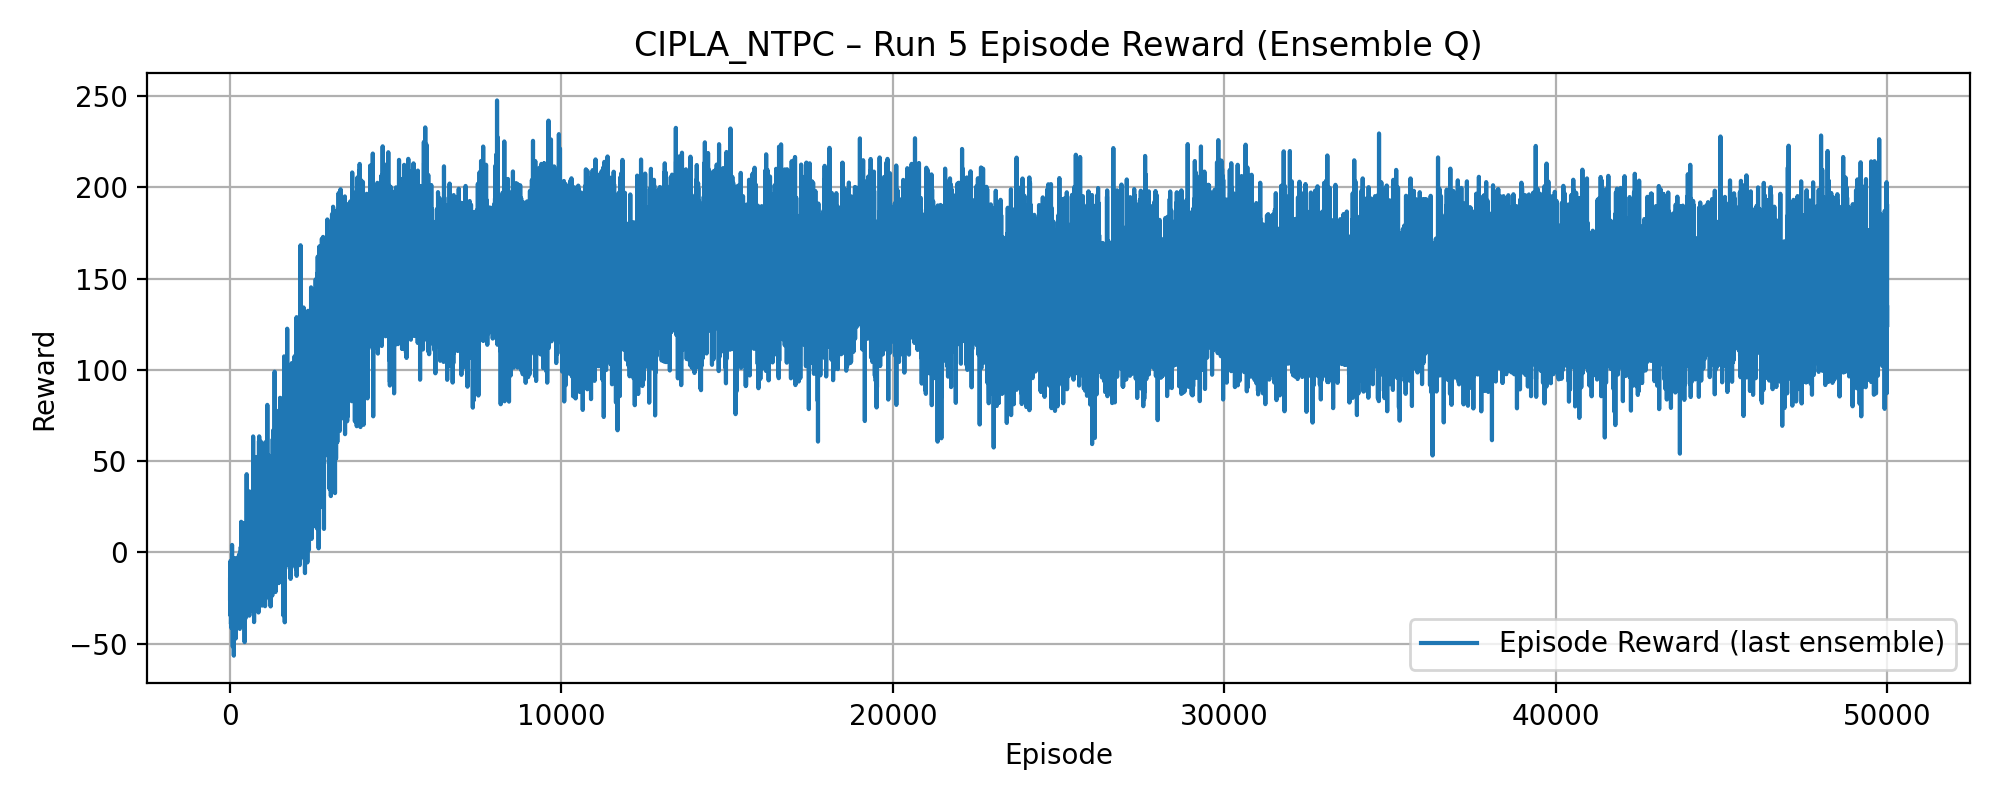 CIPLA_NTPC – Run 5 Episode Reward (Ensemble Q)
250
200
150
100
50
0
−50
Reward
0 10000 20000 30000 40000 50000
Episode
Episode Reward (last ensemble)